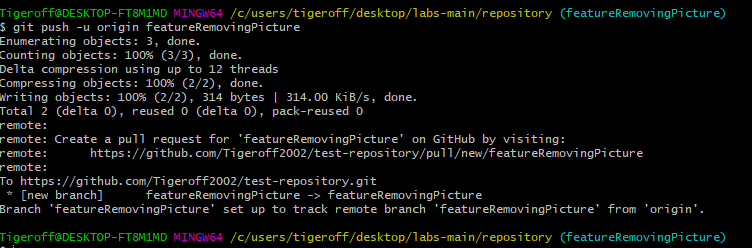 Tigeroff@DESKTOP-FT8M1MD MINGW64 /c/users/tigeroff/desktop/labs-main/repository (featureRemovingPicture)
$ git push -u origin featureRemovingPicture
Enumerating objects: 3, done.
Counting objects: 100% (3/3), done.
Delta compression using up to 12 threads
Compressing objects: 100% (2/2), done.
Writing objects: 100% (2/2), 314 bytes | 314.00 KiB/s, done.
Total 2 (delta 0), reused 0 (delta 0), pack-reused 0
remote:
remote: Create a pull request for 'featureRemovingPicture' on GitHub by visiting:
remote:      https://github.com/Tigeroff2002/test-repository/pull/new/featureRemovingPicture
remote:
To https://github.com/Tigeroff2002/test-repository.git
 * [new branch]      featureRemovingPicture -> featureRemovingPicture
Branch 'featureRemovingPicture' set up to track remote branch 'featureRemovingPicture' from 'origin'.
Tigeroff@DESKTOP-FT8M1MD MINGW64 /c/users/tigeroff/desktop/labs-main/repository (featureRemovingPicture)